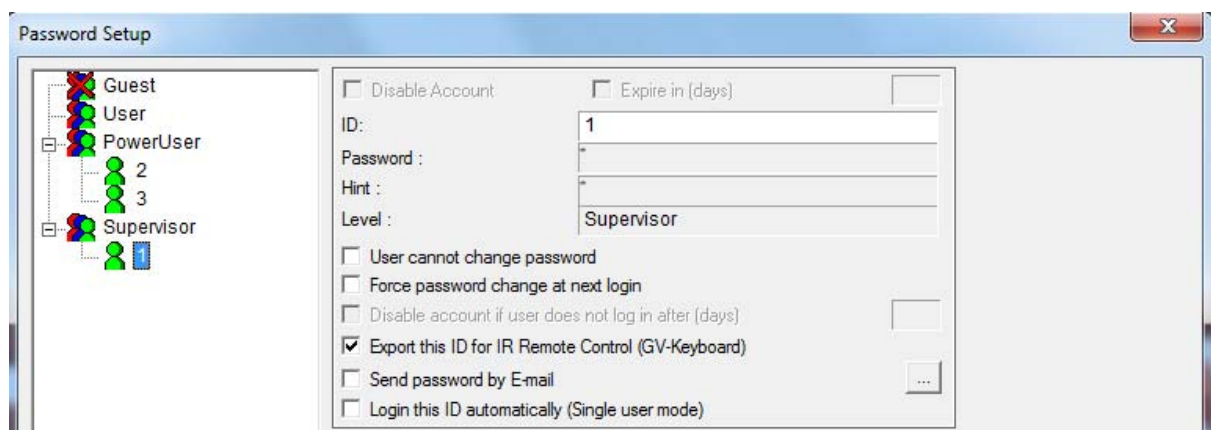 Password Setup
x
Guest
User
PowerUser
2
3
Supervisor
1
Disable Account Expire in (days)
ID: 1
Password : *
Hint : *
Level : Supervisor
User cannot change password
Force password change at next login
Disable account if user does not log in after (days)
Export this ID for IR Remote Control (GV-Keyboard)
Send password by E-mail ...
Login this ID automatically (Single user mode)